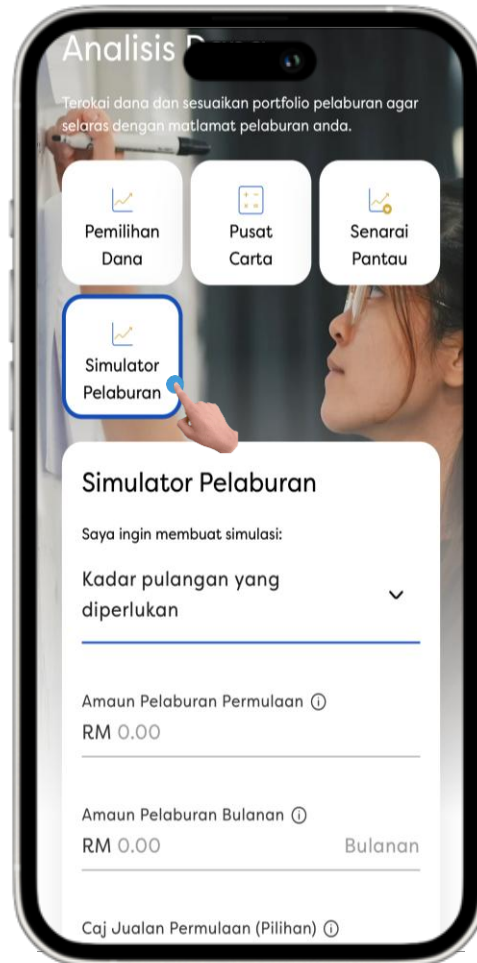 Analisis
Terokai dana dan sesuaikan portfolio pelaburan agar
selaras dengan matlamat pelaburan anda.
Pemilihan
Dana
Pusat
Carta
Senarai
Pantau
Simulator
Pelaburan
Simulator Pelaburan
Saya ingin membuat simulasi:
Kadar pulangan yang
diperlukan
Amaun Pelaburan Permulaan
RM 0.00
Amaun Pelaburan Bulanan
RM 0.00 Bulanan
Caj Jualan Permulaan (Pilihan)